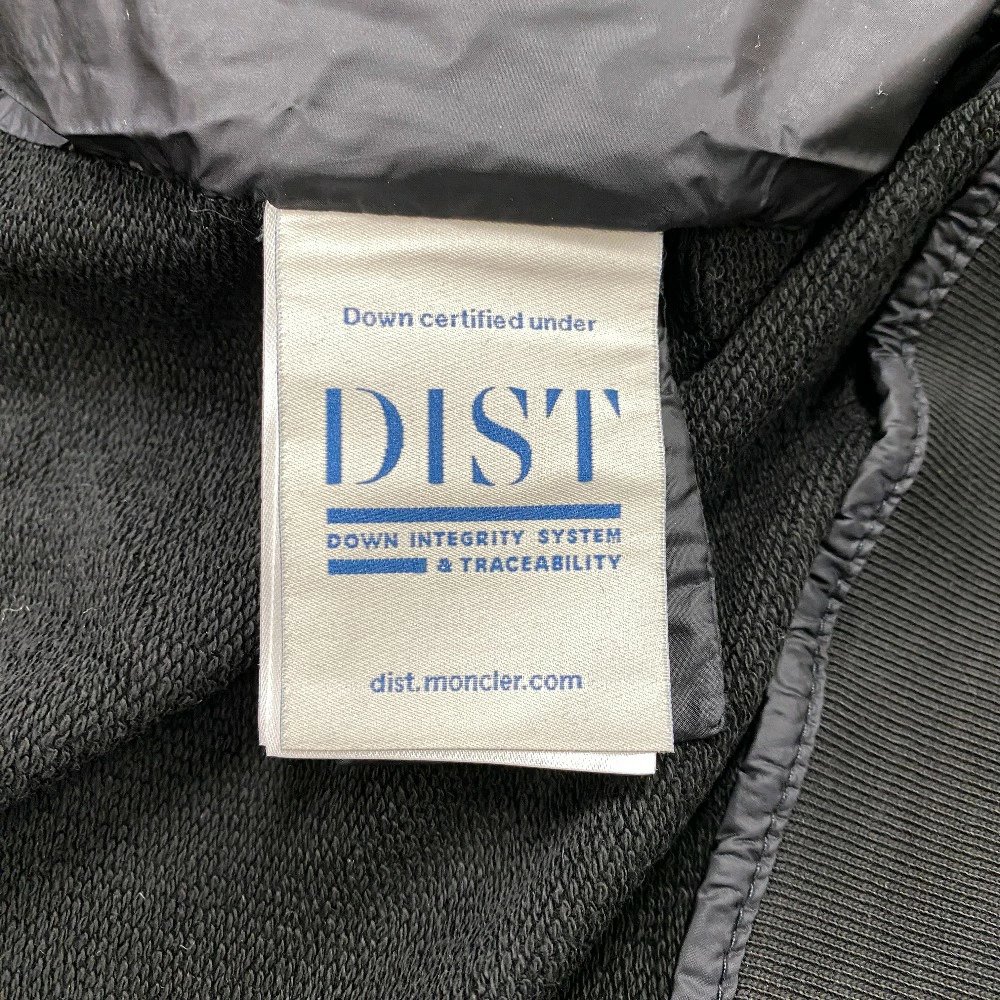 Down certified under
DIST
DOWN INTEGRITY SYSTEM
& TRACEABILITY
dist.moncler.com